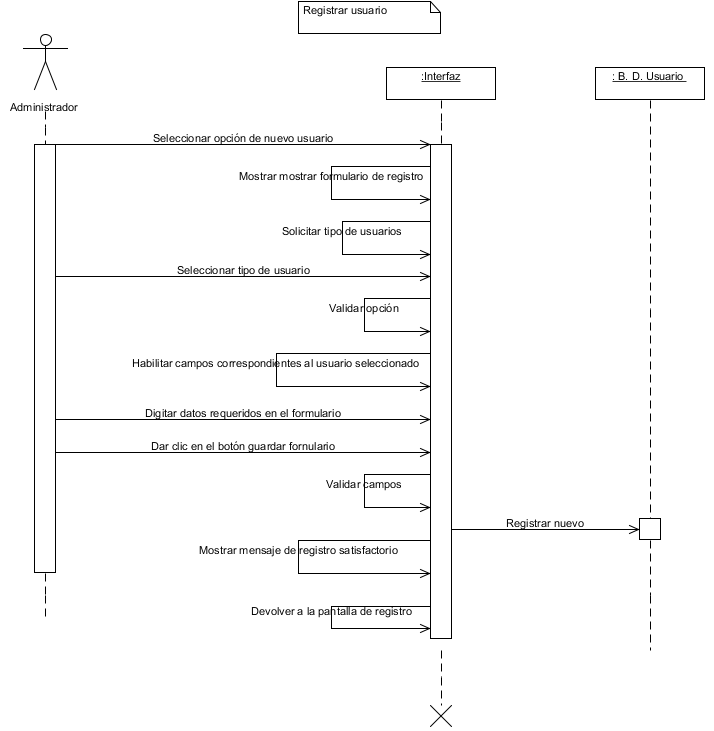 Registrar usuario
Administrador
:Interfaz
: B. D. Usuario
Seleccionar opción de nuevo usuario
Mostrar mostrar formulario de registro
Solicitar tipo de usuarios
Seleccionar tipo de usuario
Validar opción
Habilitar campos correspondientes al usuario seleccionado
Digitar datos requeridos en el formulario
Dar clic en el botón guardar fornulario
Validar campos
Registrar nuevo
Mostrar mensaje de registro satisfactorio
Devolver a la pantalla de registro